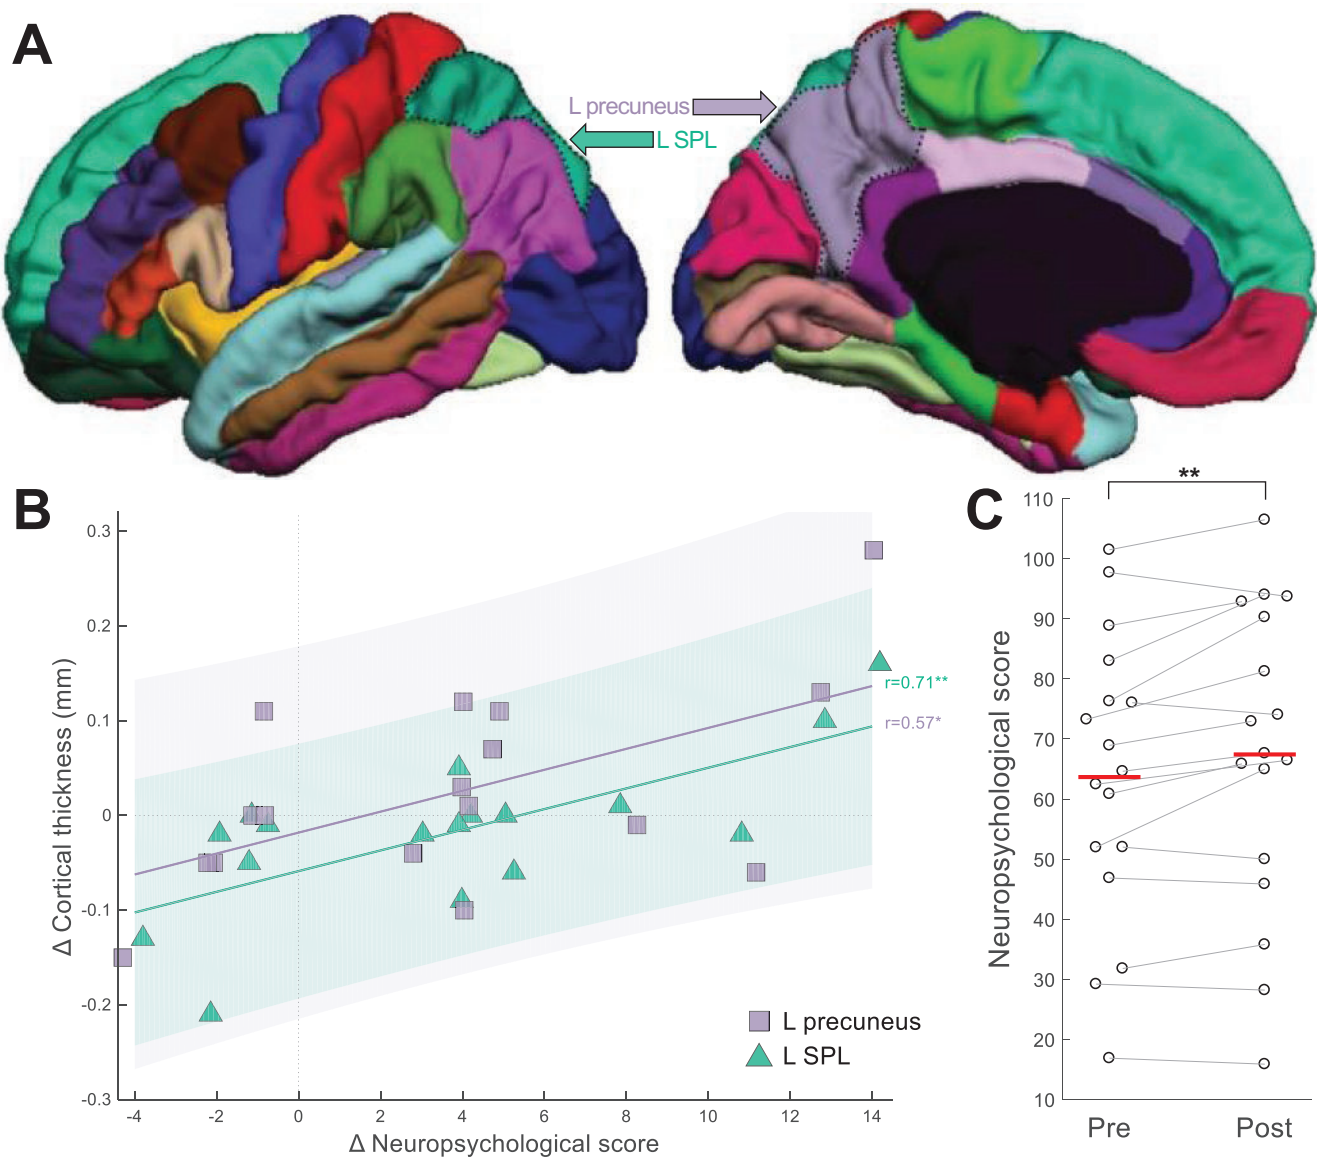 A
L precuneus
L SPL
B
0.3
0.2
0.1
0
-0.1
-0.2
-0.3
Δ Cortical thickness (mm)
r=0.71**
r=0.57*
L precuneus
L SPL
-4 -2 0 2 4 6 8 10 12 14
Δ Neuropsychological score
C
**
110
100
90
80
70
60
50
40
30
20
10
Neuropsychological score
Pre Post